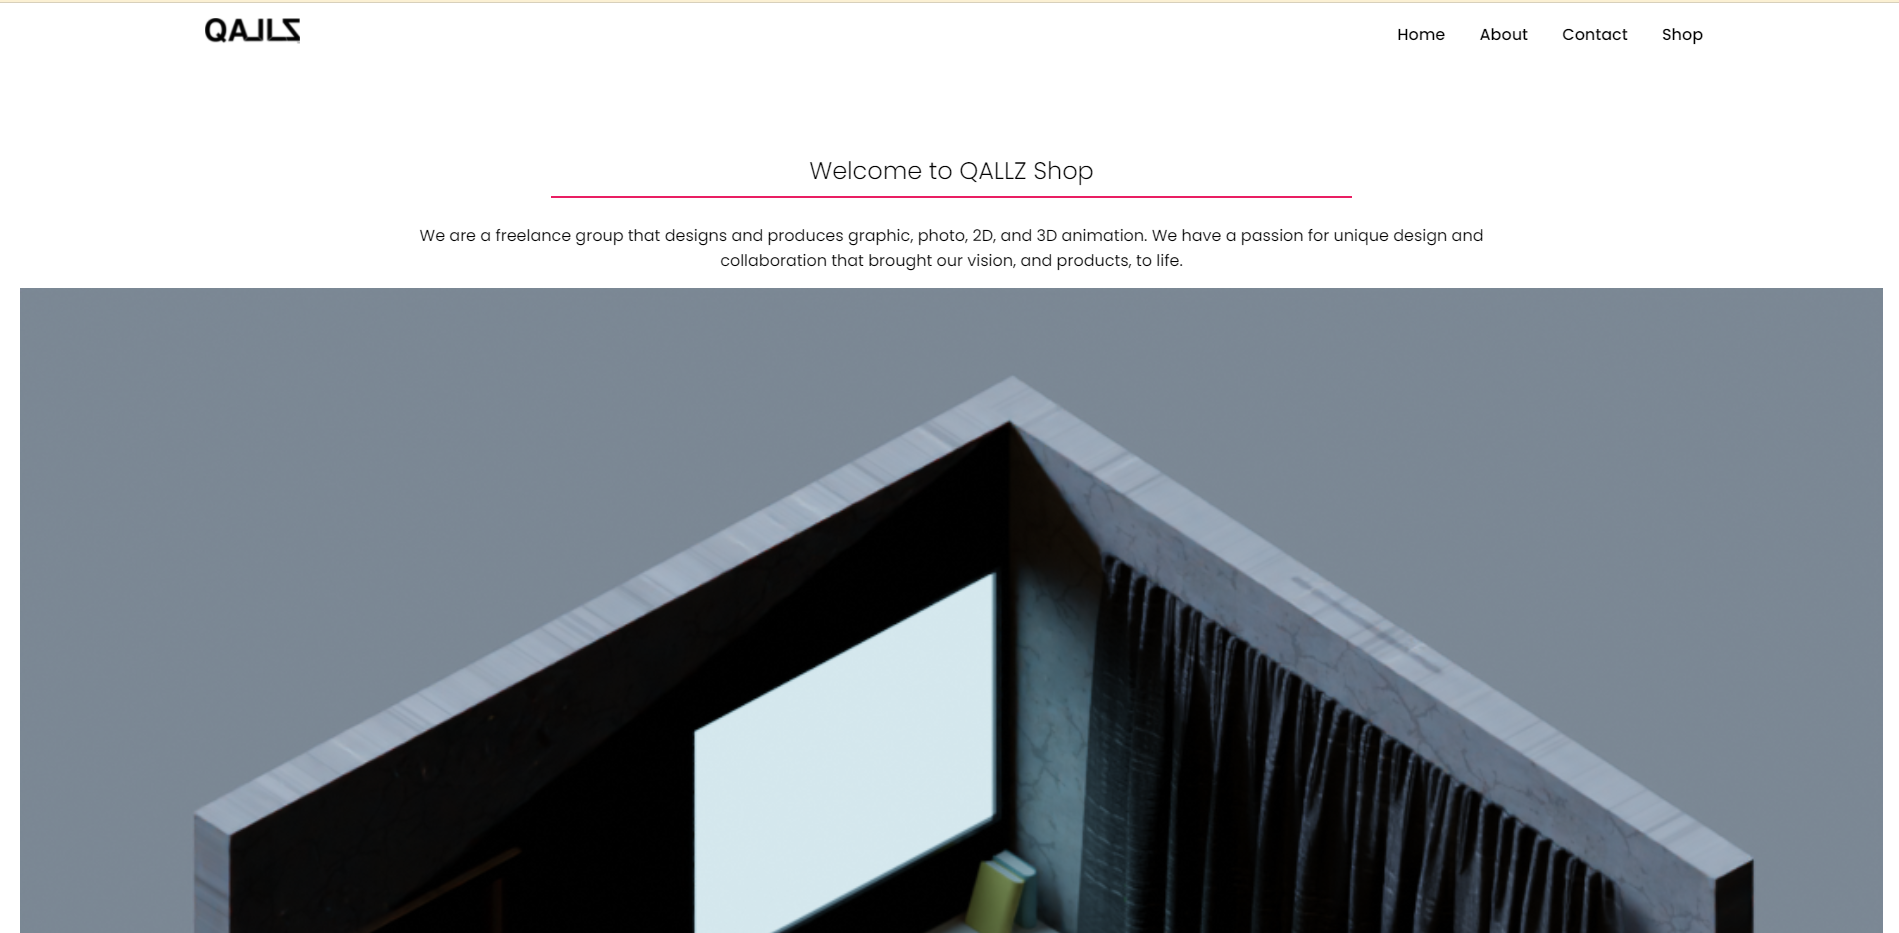 QALLZ
Home About Contact Shop
Welcome to QALLZ Shop
We are a freelance group that designs and produces graphic, photo, 2D, and 3D animation. We have a passion for unique design and
collaboration that brought our vision, and products, to life.